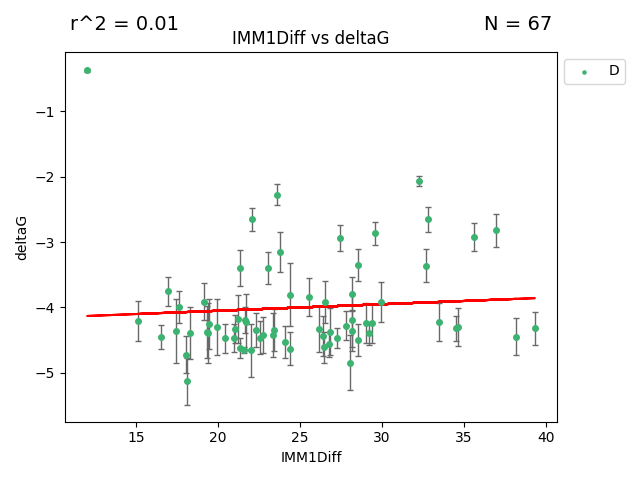 r^2 = 0.01 N = 67
IMM1Diff vs deltaG
D
−1
−2
−3
−4
−5
deltaG
15 20 25 30 35 40
IMM1Diff